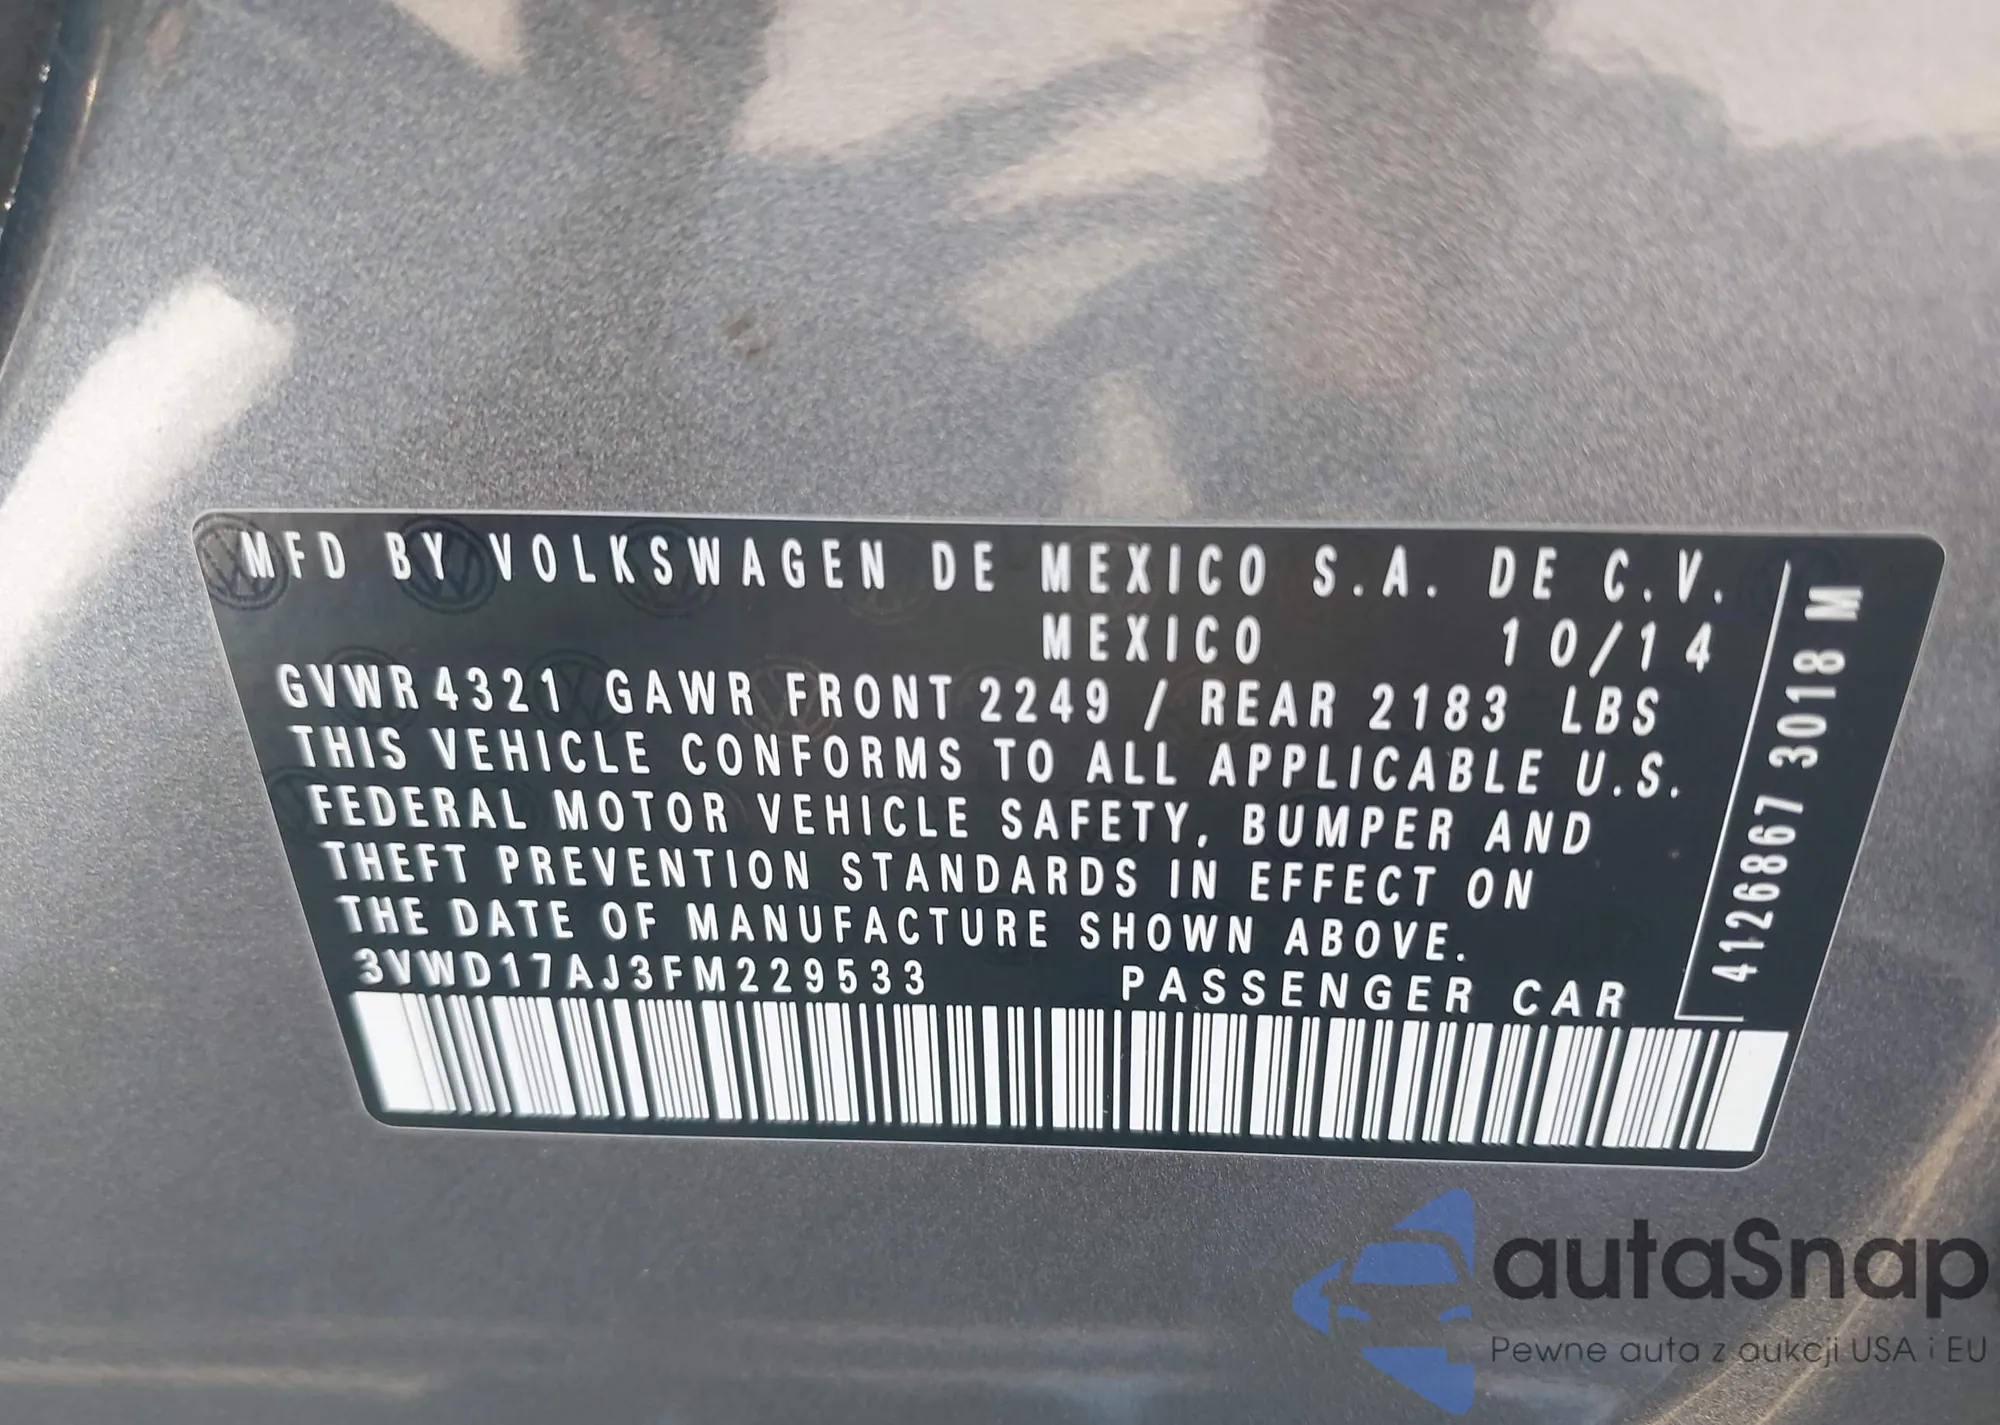 MFD BY VOLKSWAGEN DE MEXICO S.A. DE C.V.
MEXICO 10/14
GVWR 4321 GAWR FRONT 2249 / REAR 2183 LBS
THIS VEHICLE CONFORMS TO ALL APPLICABLE U.S.
FEDERAL MOTOR VEHICLE SAFETY, BUMPER AND
THEFT PREVENTION STANDARDS IN EFFECT ON
THE DATE OF MANUFACTURE SHOWN ABOVE.
3VWD17AJ3FM229533 PASSENGER CAR
4126867 3018 M
autaSnap
Pewne auta z aukcji USA i EU